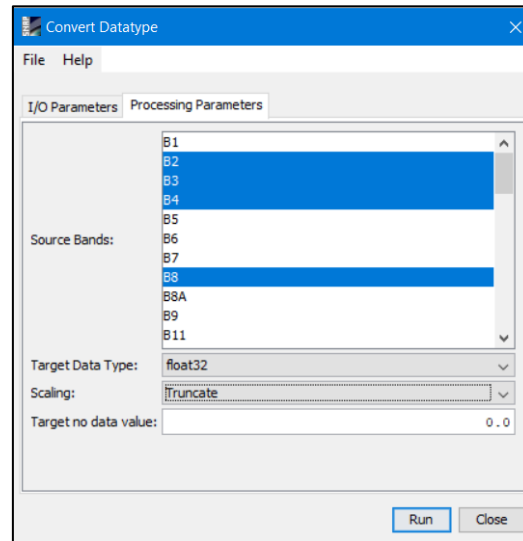 Convert Datatype
File Help
I/O Parameters Processing Parameters
Source Bands:
B1
B2
B3
B4
B5
B6
B7
B8
B8A
B9
B11
Target Data Type: float32
Scaling: Truncate
Target no data value: 0.0
Run Close